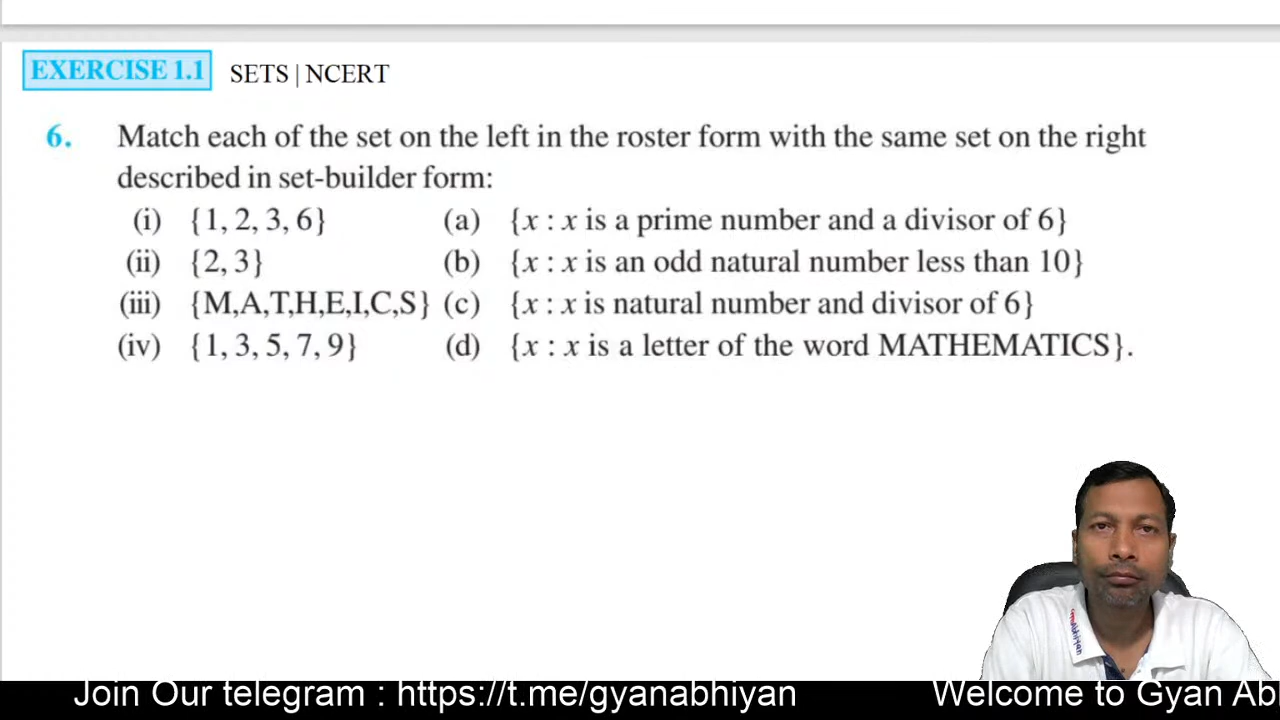 EXERCISE 1.1 SETS | NCERT
6. Match each of the set on the left in the roster form with the same set on the right
described in set-builder form:
(i) {1, 2, 3, 6} (a) {x : x is a prime number and a divisor of 6}
(ii) {2, 3} (b) {x : x is an odd natural number less than 10}
(iii) {M,A,T,H,E,I,C,S} (c) {x : x is natural number and divisor of 6}
(iv) {1, 3, 5, 7, 9} (d) {x : x is a letter of the word MATHEMATICS}.
Join Our telegram : https://t.me/gyanabhiyan Welcome to Gyan Ab